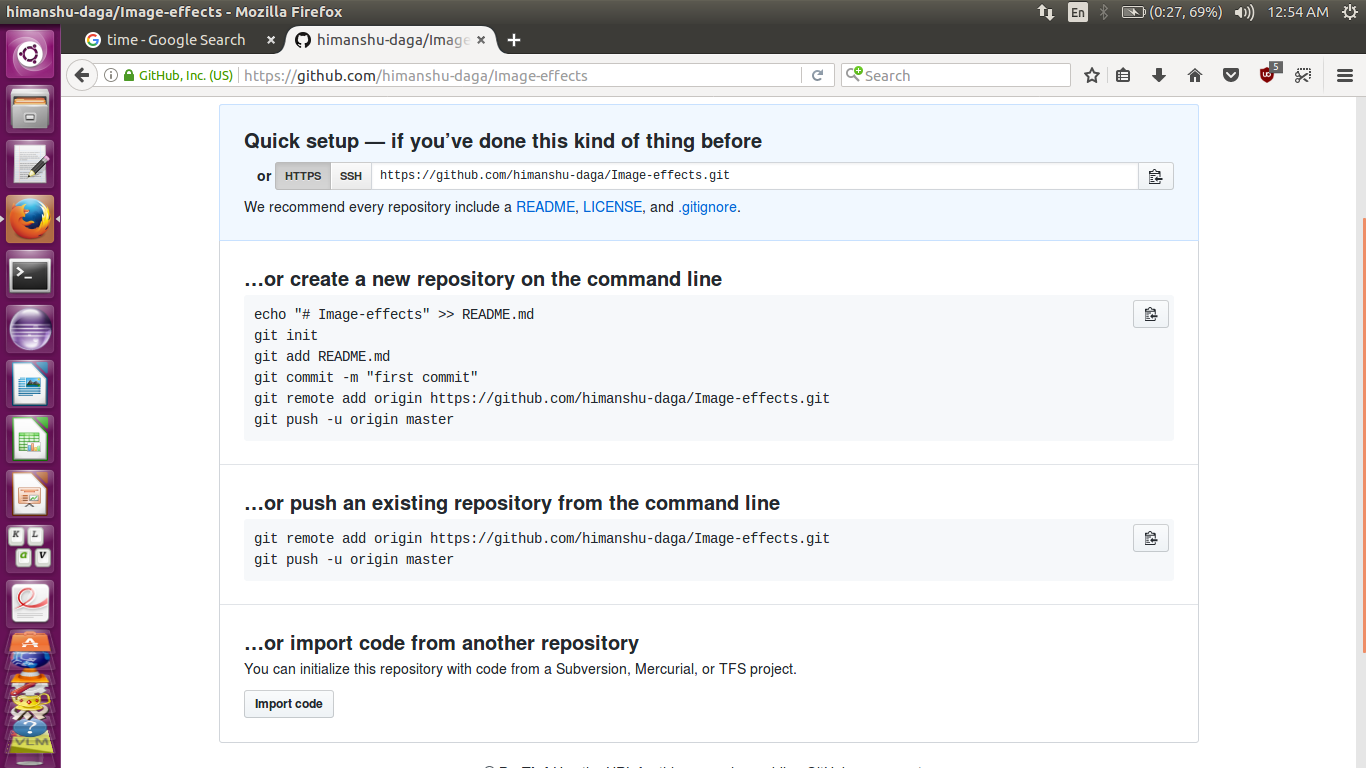 himanshu-daga/Image-effects - Mozilla Firefox
En
(0:27, 69%)
12:54 AM
time - Google Search
himanshu-daga/Image
GitHub, Inc. (US)
https://github.com/himanshu-daga/Image-effects
Search
5
Quick setup — if you’ve done this kind of thing before
or HTTPS SSH https://github.com/himanshu-daga/Image-effects.git
We recommend every repository include a README, LICENSE, and .gitignore.
…or create a new repository on the command line
echo "# Image-effects" >> README.md
git init
git add README.md
git commit -m "first commit"
git remote add origin https://github.com/himanshu-daga/Image-effects.git
git push -u origin master
…or push an existing repository from the command line
git remote add origin https://github.com/himanshu-daga/Image-effects.git
git push -u origin master
…or import code from another repository
You can initialize this repository with code from a Subversion, Mercurial, or TFS project.
Import code
K L
a v
A
?
VLM